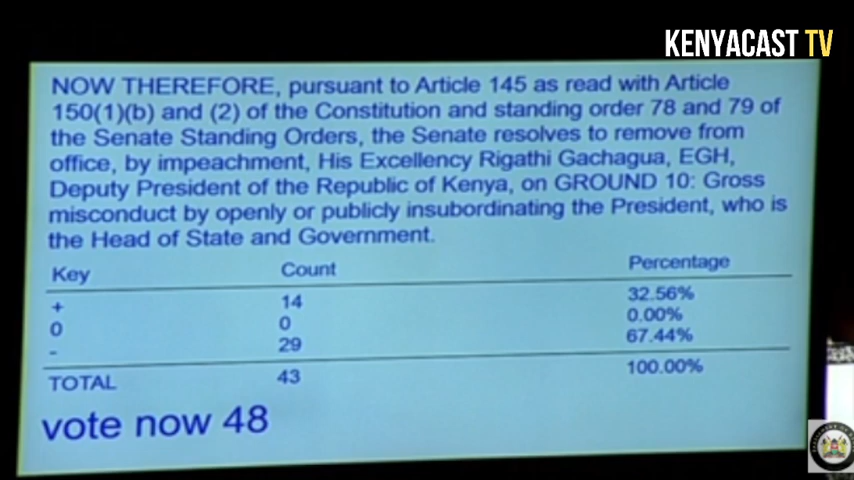 KENYACAST TV
NOW THEREFORE, pursuant to Article 145 as read with Article
150(1)(b) and (2) of the Constitution and standing order 78 and 79 of
the Senate Standing Orders, the Senate resolves to remove from
office, by impeachment, His Excellency Rigathi Gachagua, EGH,
Deputy President of the Republic of Kenya, on GROUND 10: Gross
misconduct by openly or publicly insubordinating the President, who is
the Head of State and Government.
Key Count Percentage
+ 14 32.56%
0 0 0.00%
- 29 67.44%
TOTAL 43 100.00%
vote now 48